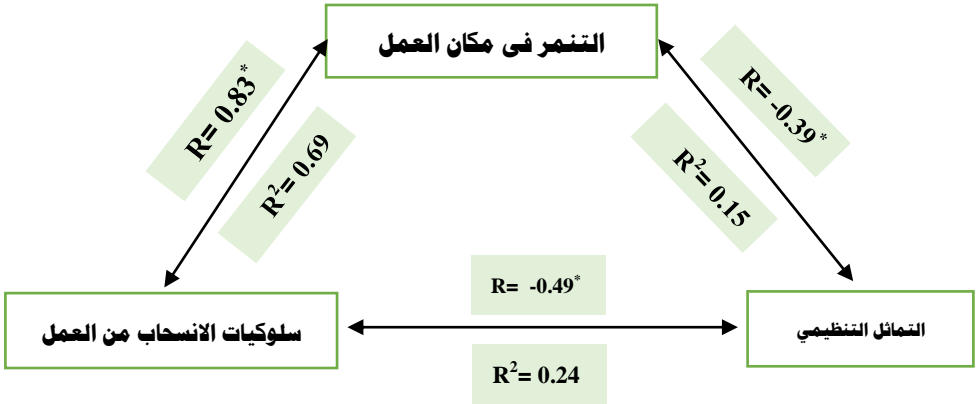 التنمر فى مكان العمل
R= 0.83*
R²= 0.69
R= -0.39*
R²= 0.15
R= -0.49*
R²= 0.24
سلوكيات الانسحاب من العمل
التماثل التنظيمي